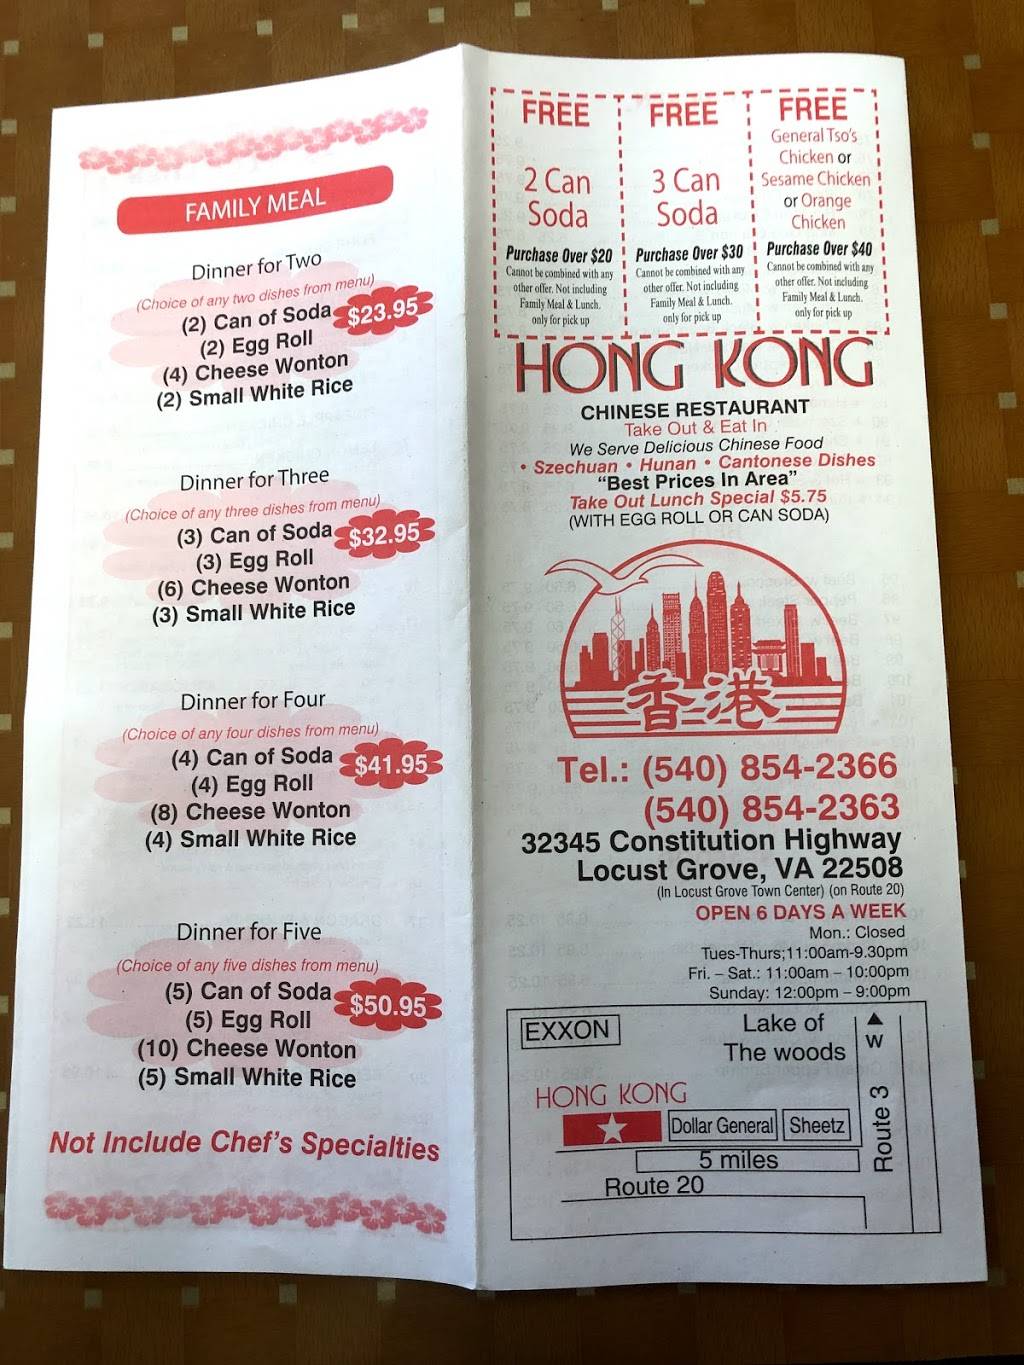 FAMILY MEAL
Dinner for Two
(Choice of any two dishes from menu)
(2) Can of Soda
$23.95
(2) Egg Roll
(4) Cheese Wonton
(2) Small White Rice
Dinner for Three
(Choice of any three dishes from menu)
(3) Can of Soda
$32.95
(3) Egg Roll
(6) Cheese Wonton
(3) Small White Rice
Dinner for Four
(Choice of any four dishes from menu)
(4) Can of Soda
$41.95
(4) Egg Roll
(8) Cheese Wonton
(4) Small White Rice
Dinner for Five
(Choice of any five dishes from menu)
(5) Can of Soda
$50.95
(5) Egg Roll
(10) Cheese Wonton
(5) Small White Rice
Not Include Chef's Specialties
FREE
2 Can
Soda
Purchase Over $20
Cannot be combined with any
other offer. Not including
Family Meal & Lunch.
only for pick up
FREE
3 Can
Soda
Purchase Over $30
Cannot be combined with any
other offer. Not including
Family Meal & Lunch.
only for pick up
FREE
General Tso's
Chicken or
Sesame Chicken
or Orange
Chicken
Purchase Over $40
Cannot be combined with any
other offer. Not including
Family Meal & Lunch.
only for pick up
HONG KONG
CHINESE RESTAURANT
Take Out & Eat In
We Serve Delicious Chinese Food
• Szechuan • Hunan • Cantonese Dishes
“Best Prices In Area”
Take Out Lunch Special $5.75
(WITH EGG ROLL OR CAN SODA)
香港
Tel.: (540) 854-2366
(540) 854-2363
32345 Constitution Highway
Locust Grove, VA 22508
(In Locust Grove Town Center) (on Route 20)
OPEN 6 DAYS A WEEK
Mon.: Closed
Tues-Thurs;11:00am-9.30pm
Fri. – Sat.: 11:00am – 10:00pm
Sunday: 12:00pm – 9:00pm
EXXON
Lake of
The woods
W
Route 3
HONG KONG
Dollar General
Sheetz
5 miles
Route 20